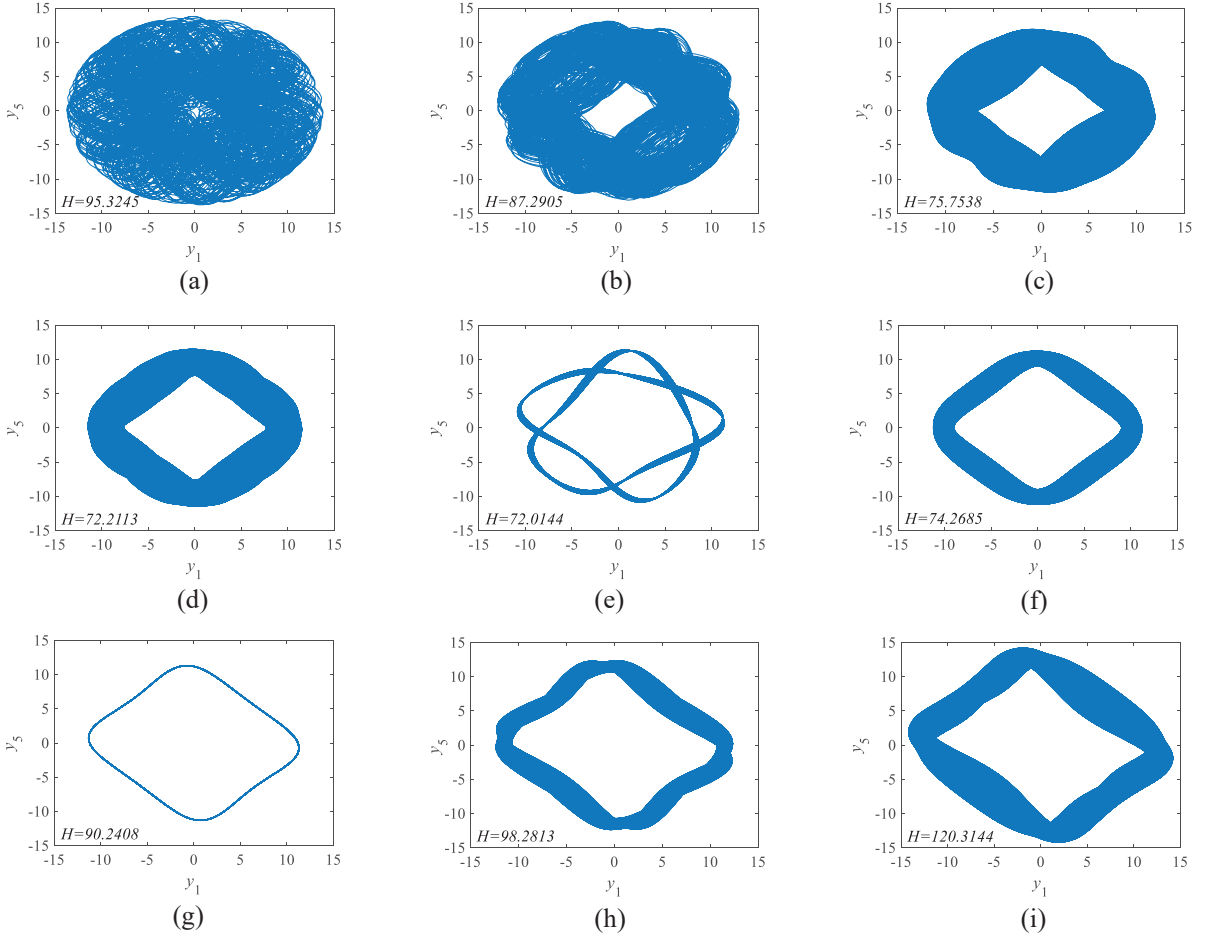 15
10
5
0
-5
-10
-15
y5
H=95.3245
-15 -10 -5 0 5 10 15
y1
(a)
15
10
5
0
-5
-10
-15
y5
H=87.2905
-15 -10 -5 0 5 10 15
y1
(b)
15
10
5
0
-5
-10
-15
y5
H=75.7538
-15 -10 -5 0 5 10 15
y1
(c)
15
10
5
0
-5
-10
-15
y5
H=72.2113
-15 -10 -5 0 5 10 15
y1
(d)
15
10
5
0
-5
-10
-15
y5
H=72.0144
-15 -10 -5 0 5 10 15
y1
(e)
15
10
5
0
-5
-10
-15
y5
H=74.2685
-15 -10 -5 0 5 10 15
y1
(f)
15
10
5
0
-5
-10
-15
y5
H=90.2408
-15 -10 -5 0 5 10 15
y1
(g)
15
10
5
0
-5
-10
-15
y5
H=98.2813
-15 -10 -5 0 5 10 15
y1
(h)
15
10
5
0
-5
-10
-15
y5
H=120.3144
-15 -10 -5 0 5 10 15
y1
(i)